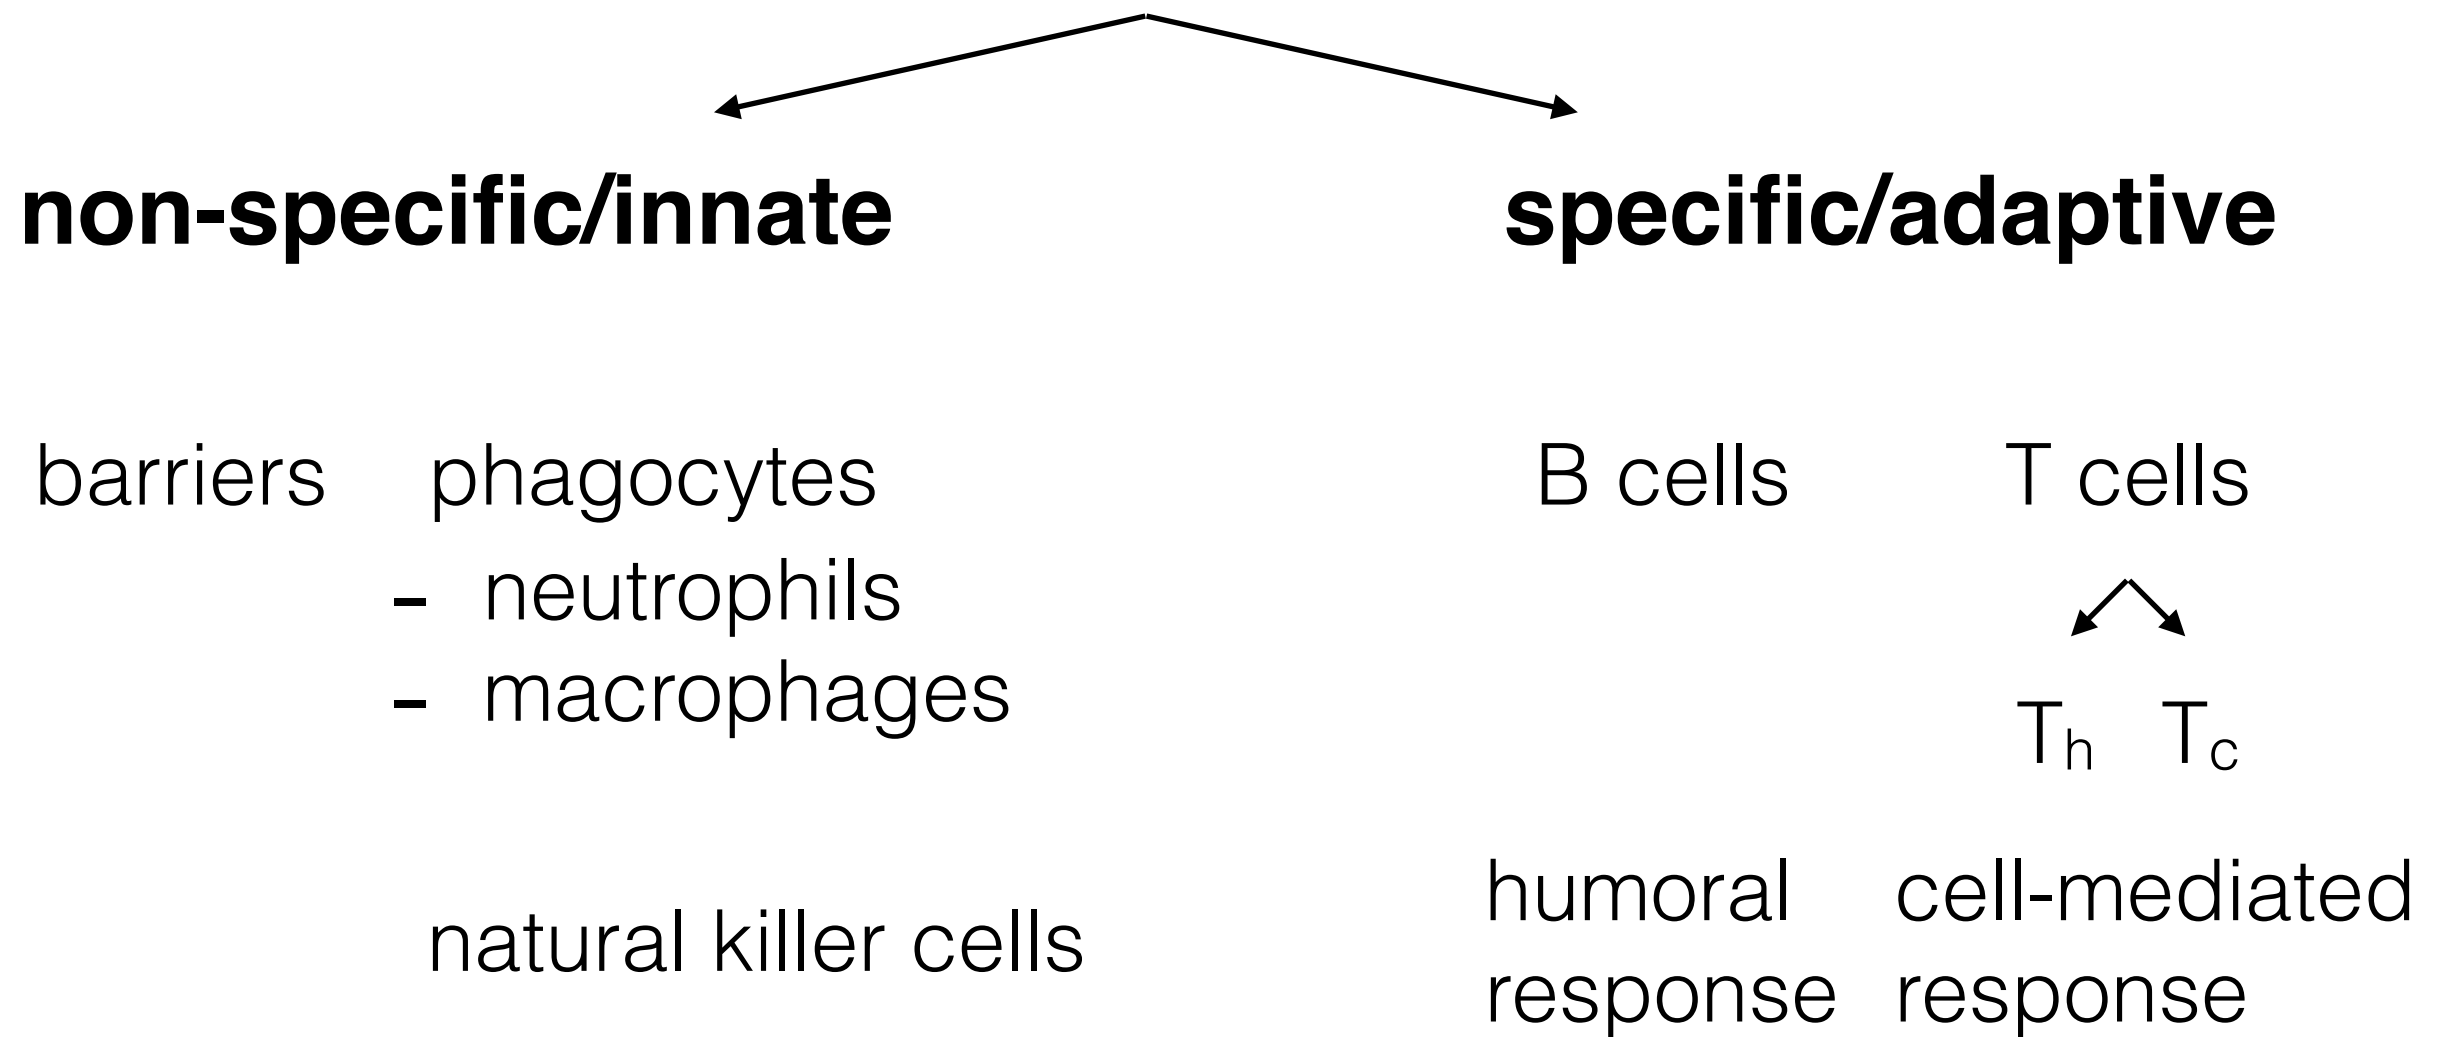 non-specific/innate
specific/adaptive
barriers phagocytes
- neutrophils
- macrophages
natural killer cells
B cells T cells
Th Tc
humoral cell-mediated
response response